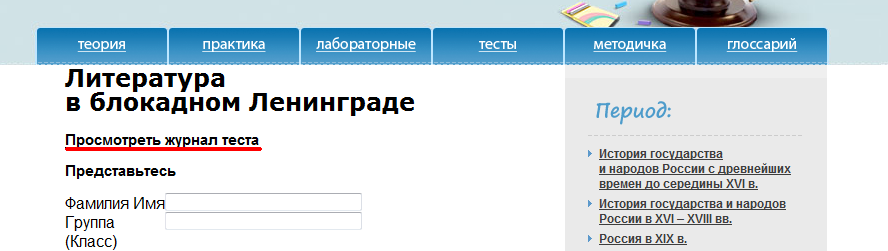 теория практика лабораторные тесты методичка глоссарий
Литература
в блокадном Ленинграде
Просмотреть журнал теста
Представьтесь
Фамилия Имя
Группа
(Класс)
Период:
История государства
и народов России с древнейших
времен до середины XVI в.
История государства и народов
России в XVI – XVIII вв.
Россия в XIX в.